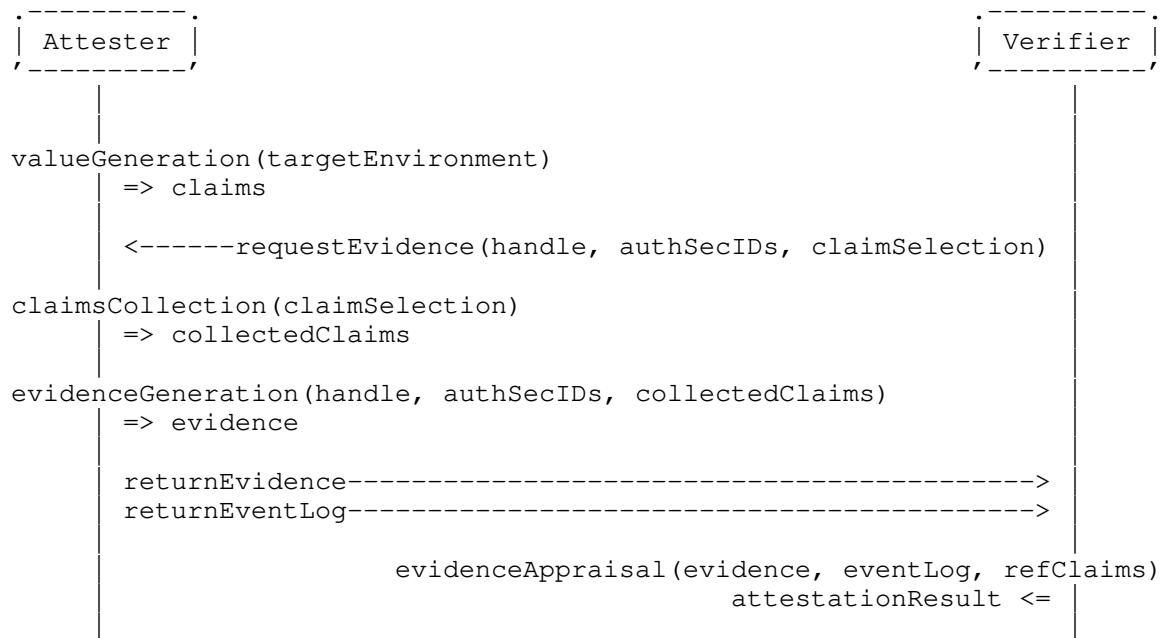 Attester Verifier
valueGeneration(targetEnvironment)
=> claims
<------requestEvidence(handle, authSecIDs, claimSelection)
claimsCollection(claimSelection)
=> collectedClaims
evidenceGeneration(handle, authSecIDs, collectedClaims)
=> evidence
returnEvidence----------------------------------------->
returnEventLog----------------------------------------->
evidenceAppraisal(evidence, eventLog, refClaims)
attestationResult <=